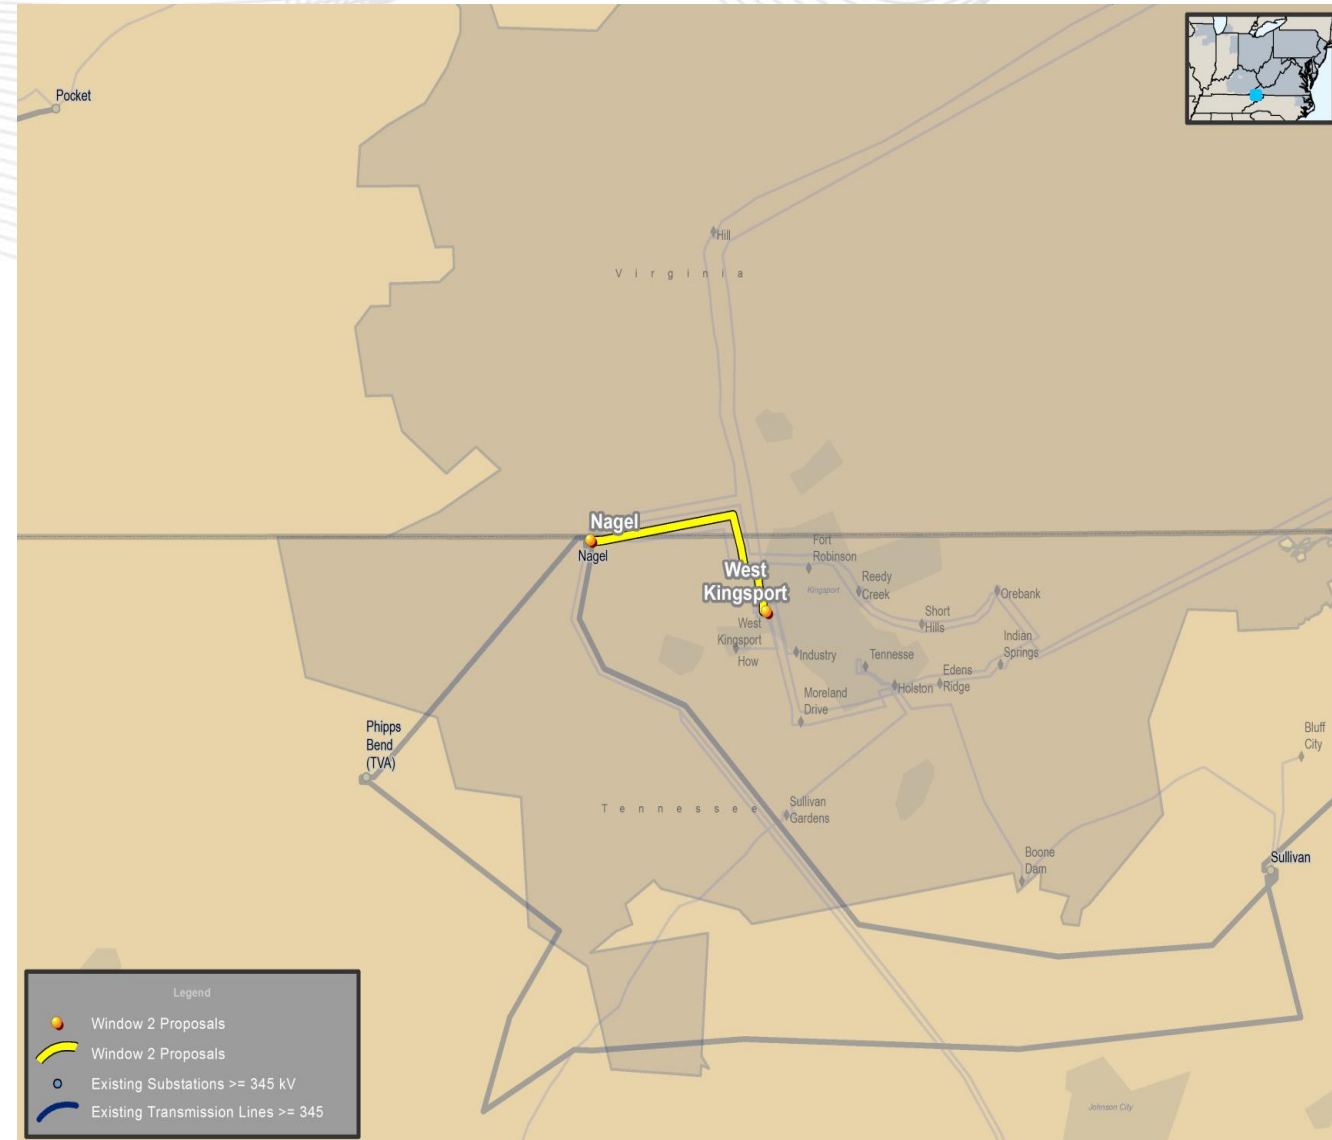 Pocket
Hill
Virginia
Nagel
Nagel
Fort
Robinson
West
Kingsport
Kingsport
Reedy
Creek
Orebank
Short
Hills
West
Kingsport
How
Industry
Tennesse
Indian
Springs
Edens
Ridge
Holston
Moreland
Drive
Phipps
Bend
(TVA)
Bluff
City
Tennessee
Sullivan
Gardens
Boone
Dam
Sullivan
Johnson City
Legend
Window 2 Proposals
Window 2 Proposals
Existing Substations >= 345 kV
Existing Transmission Lines >= 345